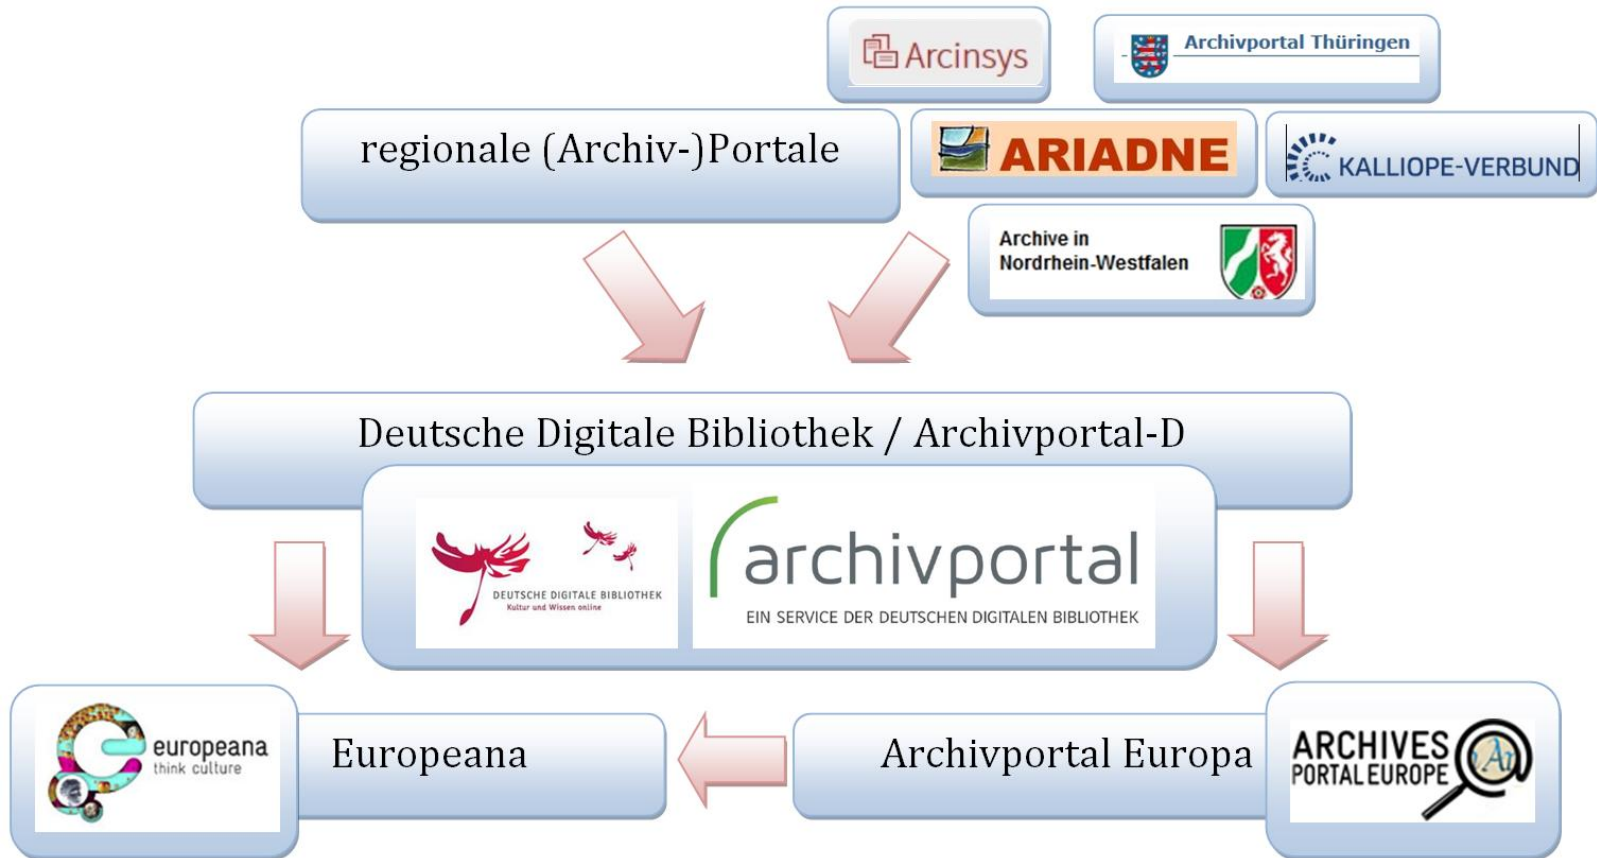 Arcinsys
Archivportal Thüringen
regionale (Archiv-)Portale
ARIADNE
KALLIOPE-VERBUND
Archive in
Nordrhein-Westfalen
Deutsche Digitale Bibliothek / Archivportal-D
DEUTSCHE DIGITALE BIBLIOTHEK
Kultur und Wissen online
archivportal
EIN SERVICE DER DEUTSCHEN DIGITALEN BIBLIOTHEK
europeana
think culture
Europeana
Archivportal Europa
ARCHIVES
PORTAL EUROPE